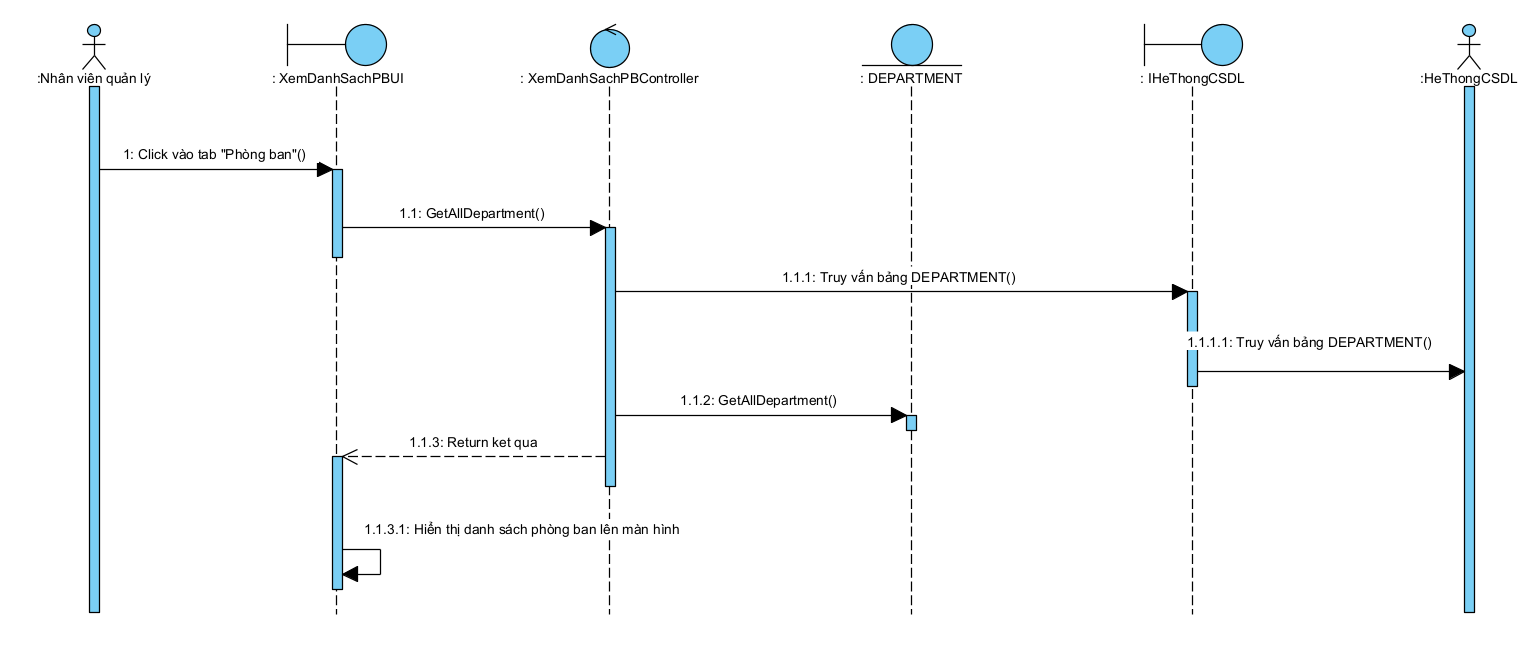 :Nhân viên quản lý
: XemDanhSachPBUI
: XemDanhSachPBController
: DEPARTMENT
: IHeThongCSDL
:HeThongCSDL
1: Click vào tab "Phòng ban"()
1.1: GetAllDepartment()
1.1.1: Truy vấn bảng DEPARTMENT()
1.1.1.1: Truy vấn bảng DEPARTMENT()
1.1.2: GetAllDepartment()
1.1.3: Return ket qua
1.1.3.1: Hiển thị danh sách phòng ban lên màn hình